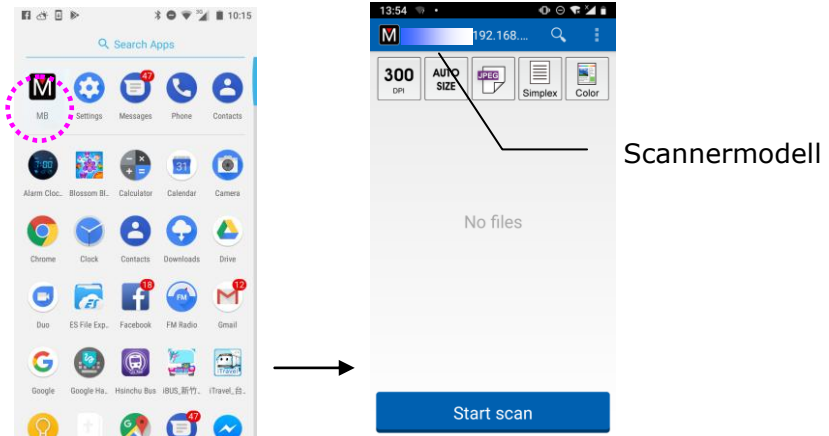 10:15
Search Apps
47
MB Settings Messages Phone Contacts
7:00
31
Alarm Cloc.. Blossom Bl.. Calculator Calendar Camera
Chrome Clock Contacts Downloads Drive
18
12
FM
Duo ES File Exp.. Facebook FM Radio Gmail
Google Google Ha.. Hsinchu Bus iBUS_新竹.. iTravel_台..
47
13:54
192.168....
300
DPI
AUTO
SIZE
JPEG
Simplex
Color
No files
Start scan
Scannermodell